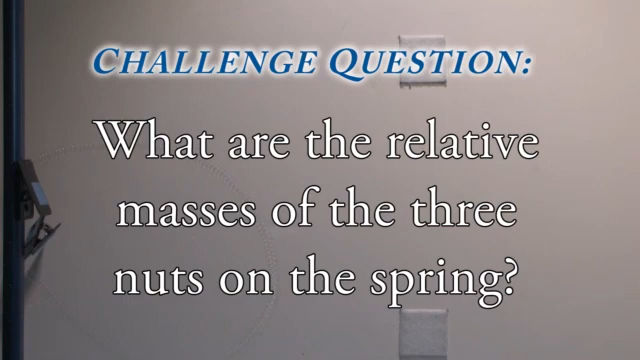 CHALLENGE QUESTION:
What are the relative
masses of the three
nuts on the spring?